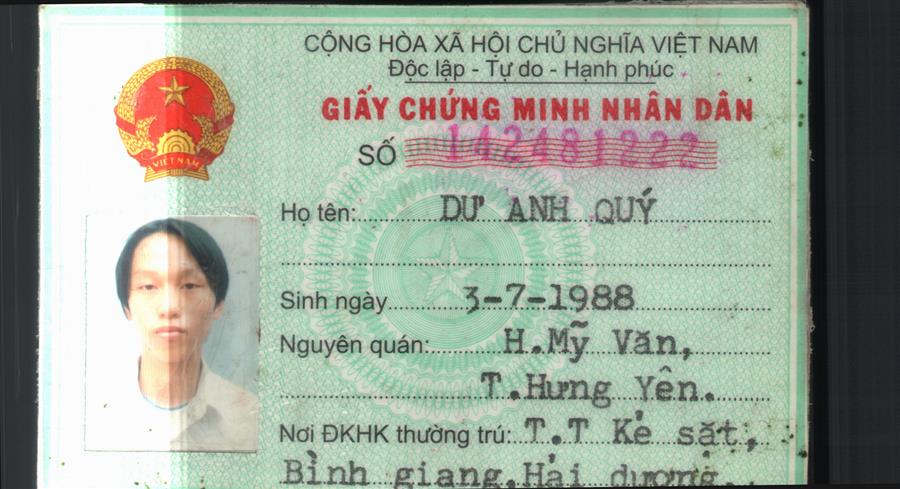 CỘNG HÒA XÃ HỘI CHỦ NGHĨA VIỆT NAM
Độc lập - Tự do - Hạnh phúc
GIẤY CHỨNG MINH NHÂN DÂN
SỐ 142481222
VIỆT NAM
Họ tên: DƯ ANH QUÝ
Sinh ngày 3-7-1988
Nguyên quán: H.Mỹ Văn,
T.Hưng Yên.
Nơi ĐKHK thường trú: T.T Kẻ sặt,
Bình giang, Hải dương.